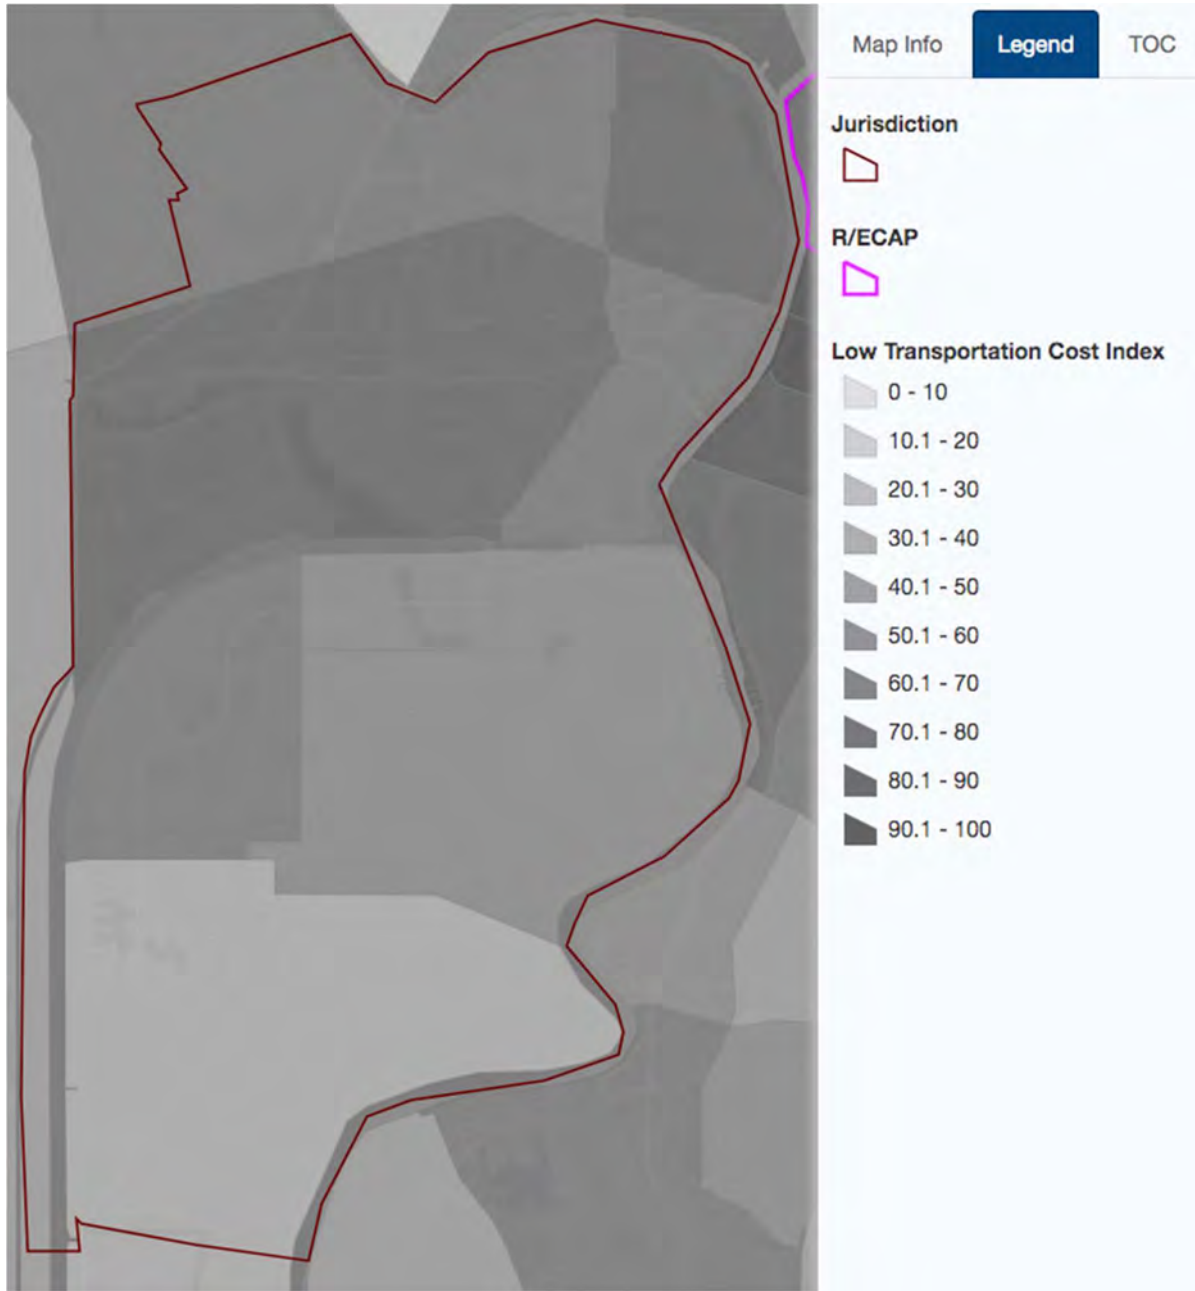 Map Info Legend TOC
Jurisdiction
R/ECAP
Low Transportation Cost Index
0 - 10
10.1 - 20
20.1 - 30
30.1 - 40
40.1 - 50
50.1 - 60
60.1 - 70
70.1 - 80
80.1 - 90
90.1 - 100